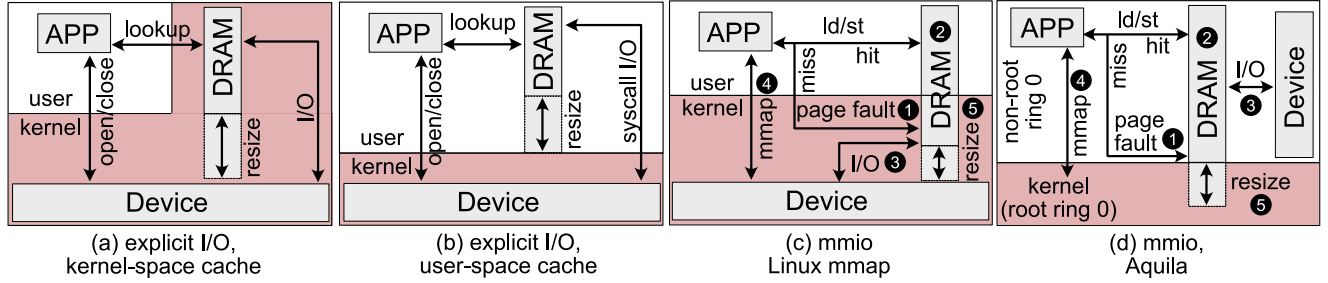 APP
lookup
DRAM
open/close
I/O
user
kernel
resize
Device
(a) explicit I/O,
kernel-space cache
APP
lookup
DRAM
open/close
syscall I/O
resize
user
kernel
Device
(b) explicit I/O,
user-space cache
APP
ld/st
hit
miss
DRAM
2
user
kernel
mmap
4
page fault 1
I/O 3
resize
5
Device
(c) mmio
Linux mmap
APP
ld/st
hit
miss
DRAM
2
non-root
ring 0
mmap
4
page
fault
1
I/O
3
Device
kernel
(root ring 0)
resize
5
(d) mmio,
Aquila